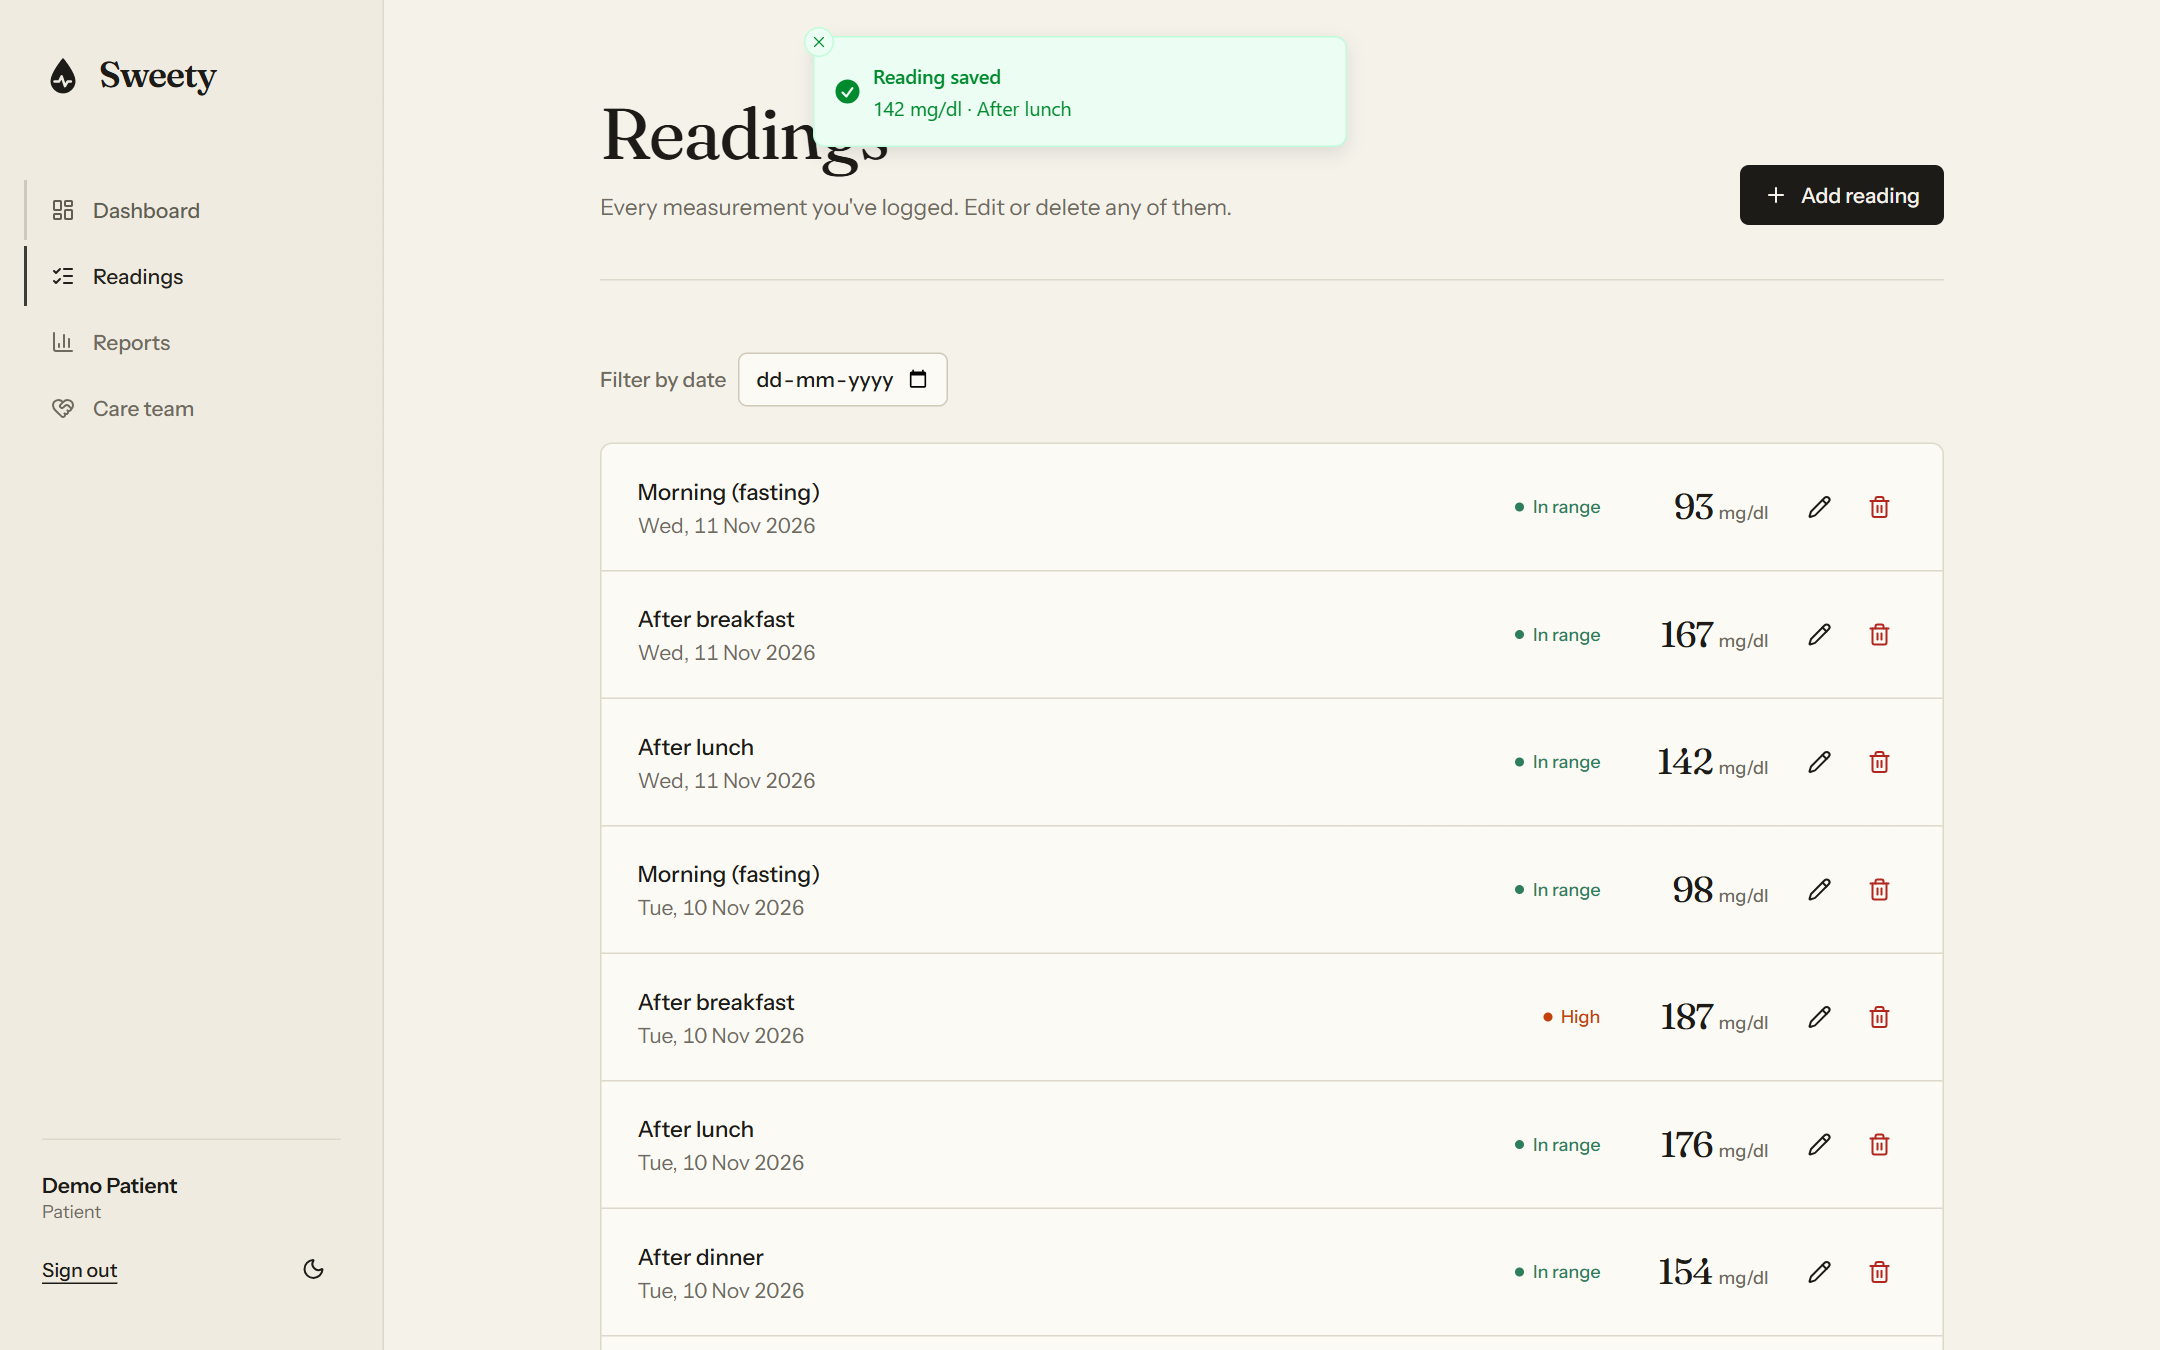 Sweety
Dashboard
Readings
Reports
Care team
Demo Patient
Patient
Sign out
Reading saved
142 mg/dl · After lunch
Readings
Every measurement you've logged. Edit or delete any of them.
Add reading
Filter by date dd-mm-yyyy
Morning (fasting)
Wed, 11 Nov 2026
In range 93 mg/dl
After breakfast
Wed, 11 Nov 2026
In range 167 mg/dl
After lunch
Wed, 11 Nov 2026
In range 142 mg/dl
Morning (fasting)
Tue, 10 Nov 2026
In range 98 mg/dl
After breakfast
Tue, 10 Nov 2026
High 187 mg/dl
After lunch
Tue, 10 Nov 2026
In range 176 mg/dl
After dinner
Tue, 10 Nov 2026
In range 154 mg/dl